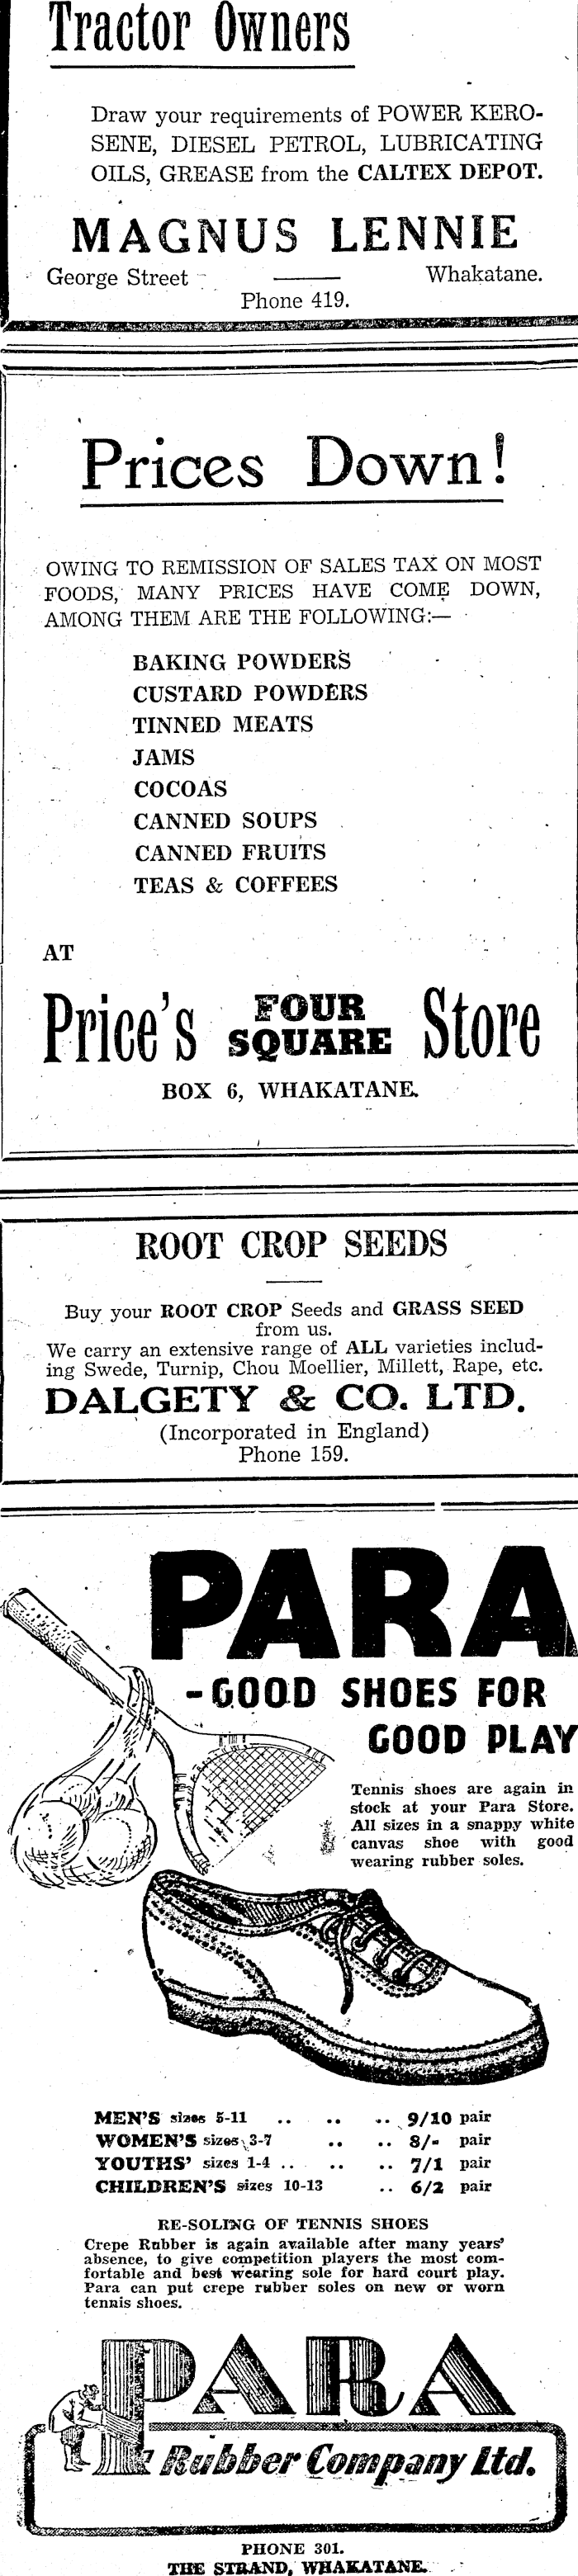 Tractor Owners
Draw your requirements of POWER KERO-
SENE, DIESEL PETROL, LUBRICATING
OILS, GREASE from the CALTEX DEPOT.
MAGNUS LENNIE
George Street Whakatane.
Phone 419.
Prices Down!
OWING TO REMISSION OF SALES TAX ON MOST
FOODS, MANY PRICES HAVE COME DOWN,
AMONG THEM ARE THE FOLLOWING:—
BAKING POWDERS
CUSTARD POWDERS
TINNED MEATS
JAMS
COCOAS
CANNED SOUPS
CANNED FRUITS
TEAS & COFFEES
AT
Price's FOUR SQUARE Store
BOX 6, WHAKATANE.
ROOT CROP SEEDS
Buy your ROOT CROP Seeds and GRASS SEED
from us.
We carry an extensive range of ALL varieties includ-
ing Swede, Turnip, Chou Moellier, Millett, Rape, etc.
DALGETY & CO. LTD.
(Incorporated in England)
Phone 159.
PARA
-GOOD SHOES FOR
GOOD PLAY
Tennis shoes are again in
stock at your Para Store.
All sizes in a snappy white
canvas shoe with good
wearing rubber soles.
MEN'S sizes 5-11 .. .. .. 9/10 pair
WOMEN'S sizes 3-7 .. .. 8/- pair
YOUTHS' sizes 1-4 .. .. .. 7/1 pair
CHILDREN'S sizes 10-13 .. 6/2 pair
RE-SOLING OF TENNIS SHOES
Crepe Rubber is again available after many years'
absence, to give competition players the most com-
fortable and best wearing sole for hard court play.
Para can put crepe rubber soles on new or worn
tennis shoes.
PARA
Rubber Company Ltd.
PHONE 301.
THE STRAND, WHAKATANE.